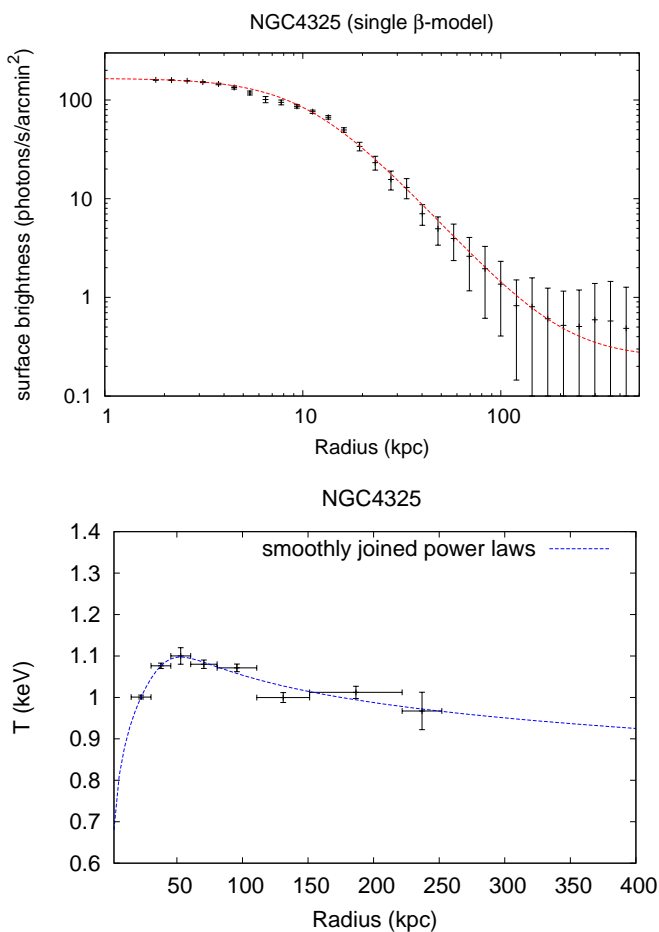 NGC4325 (single β-model)
surface brightness (photons/s/arcmin²)
100
10
1
0.1
1 10 100
Radius (kpc)
NGC4325
smoothly joined power laws
T (keV)
1.4
1.3
1.2
1.1
1
0.9
0.8
0.7
0.6
50 100 150 200 250 300 350 400
Radius (kpc)